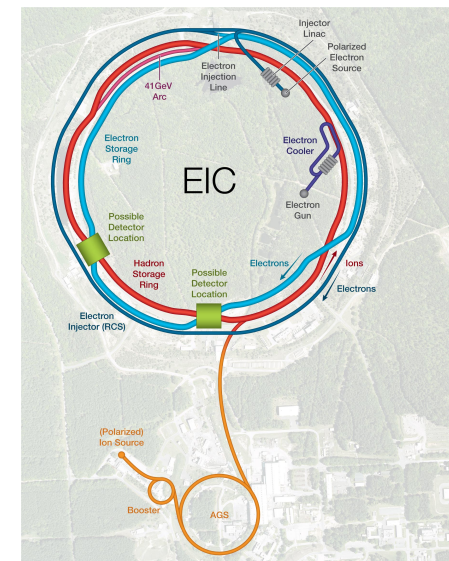 Injector
Linac
Polarized
Electron
Source
Electron
Injection
Line
41GeV
Arc
Electron
Storage
Ring
Electron
Cooler
EIC
Electron
Gun
Possible
Detector
Location
Hadron
Storage
Ring
Possible
Detector
Location
Electrons
Ions
Electrons
Electron
Injector (RCS)
(Polarized)
Ion Source
Booster
AGS